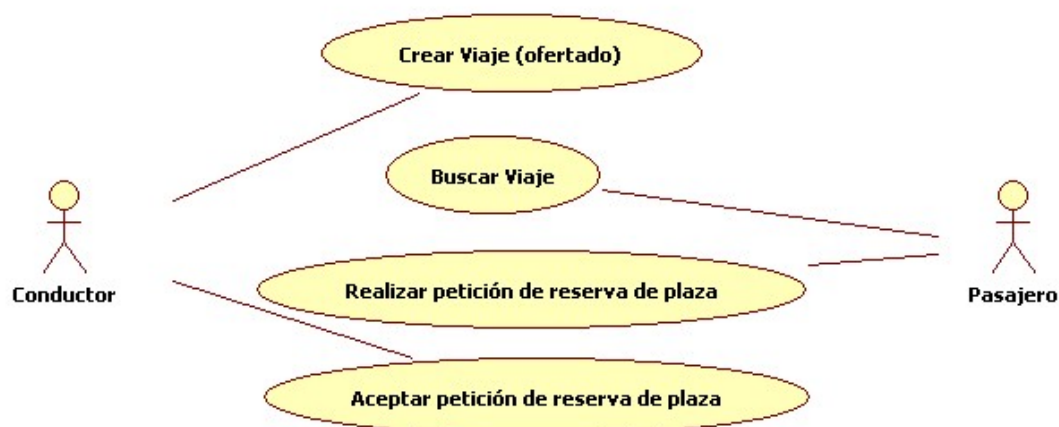 Crear Viaje (ofertado)
Buscar Viaje
Conductor
Realizar petición de reserva de plaza
Pasajero
Aceptar petición de reserva de plaza